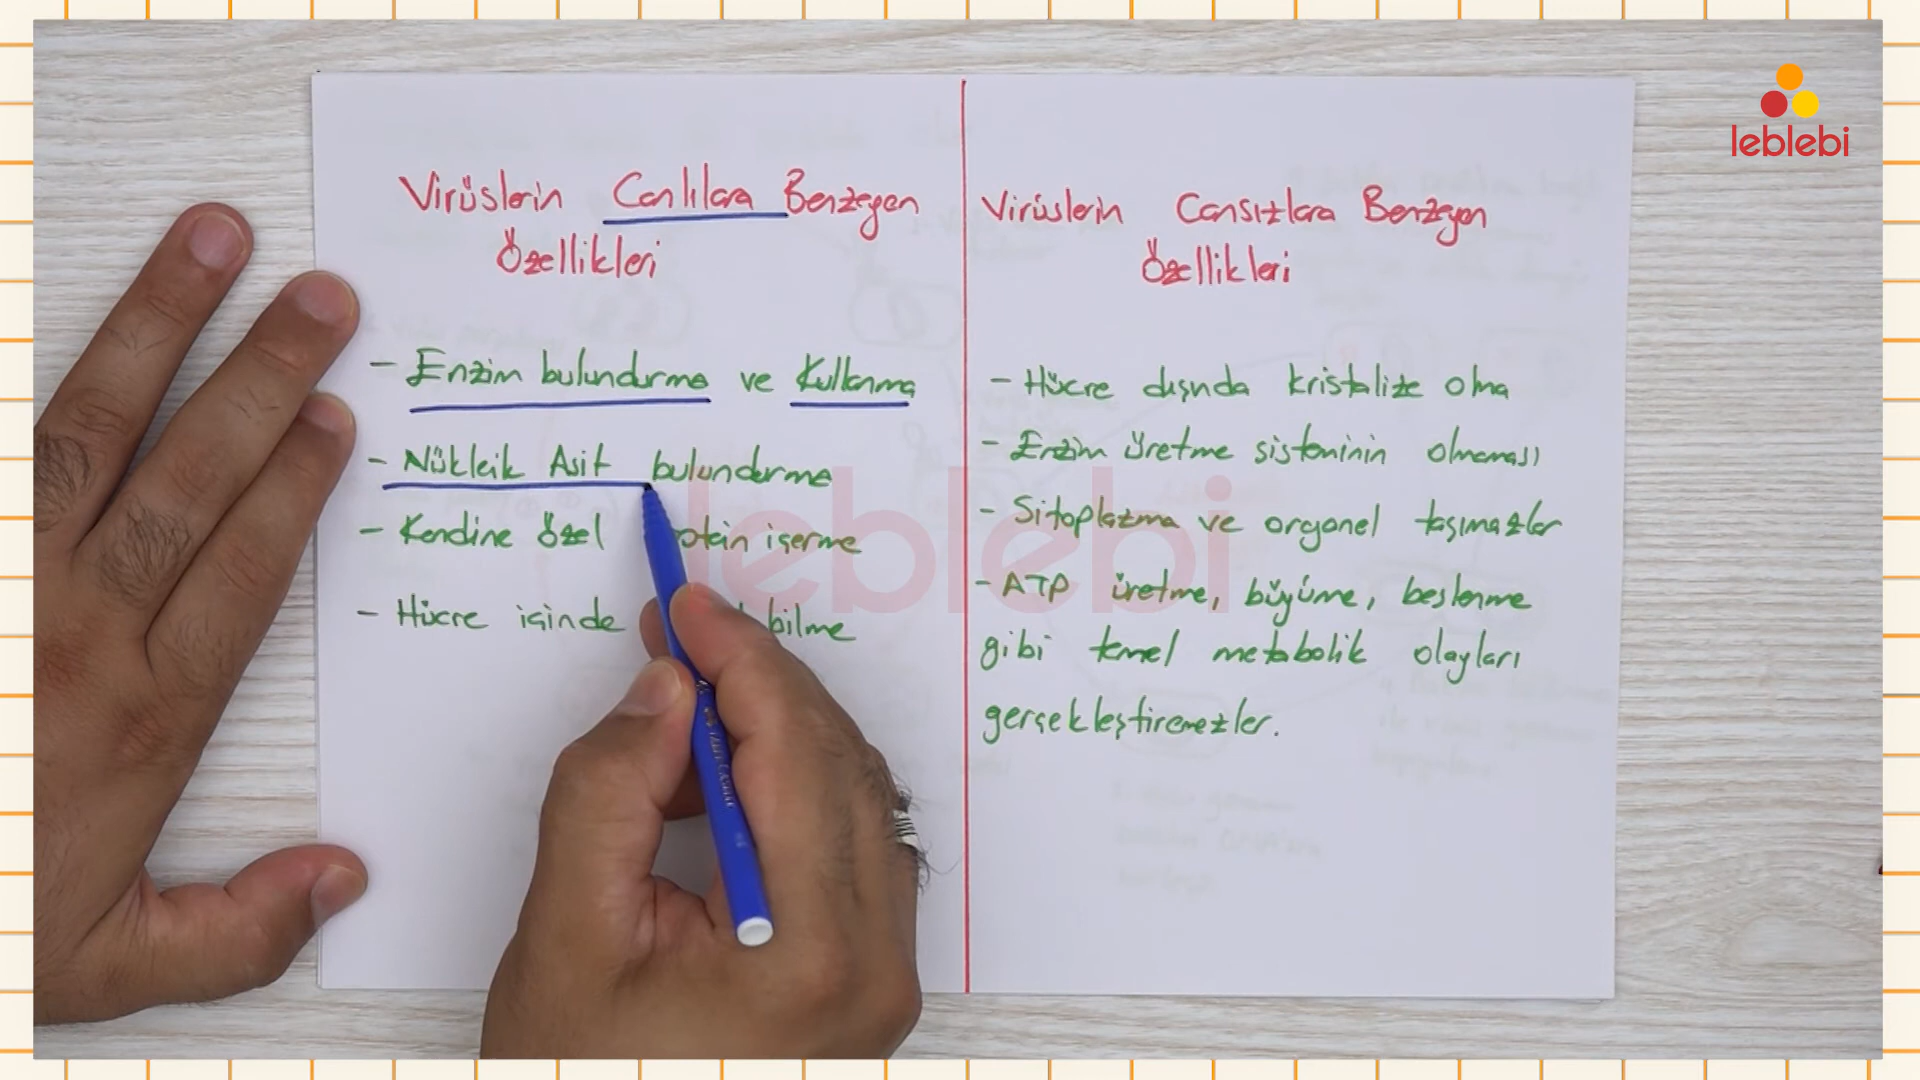 Virüslerin Canlılara Benzeyen
Özellikleri
- Enzim bulundurma ve Kullanma
- Nükleik Asit bulundurma
- Kendine özel içerme
- Hücre içinde
Virüslerin Cansızlara Benzeyen
Özellikleri
- Hücre dışında kristalize olma
- Enzim üretme sisteminin olmaması
- Sitoplazma ve organel taşımazlar
- ATP üretme, büyüme, beslenme
gibi temel metabolik olayları
gerçekleştiremezler.
leblebi
leblebi